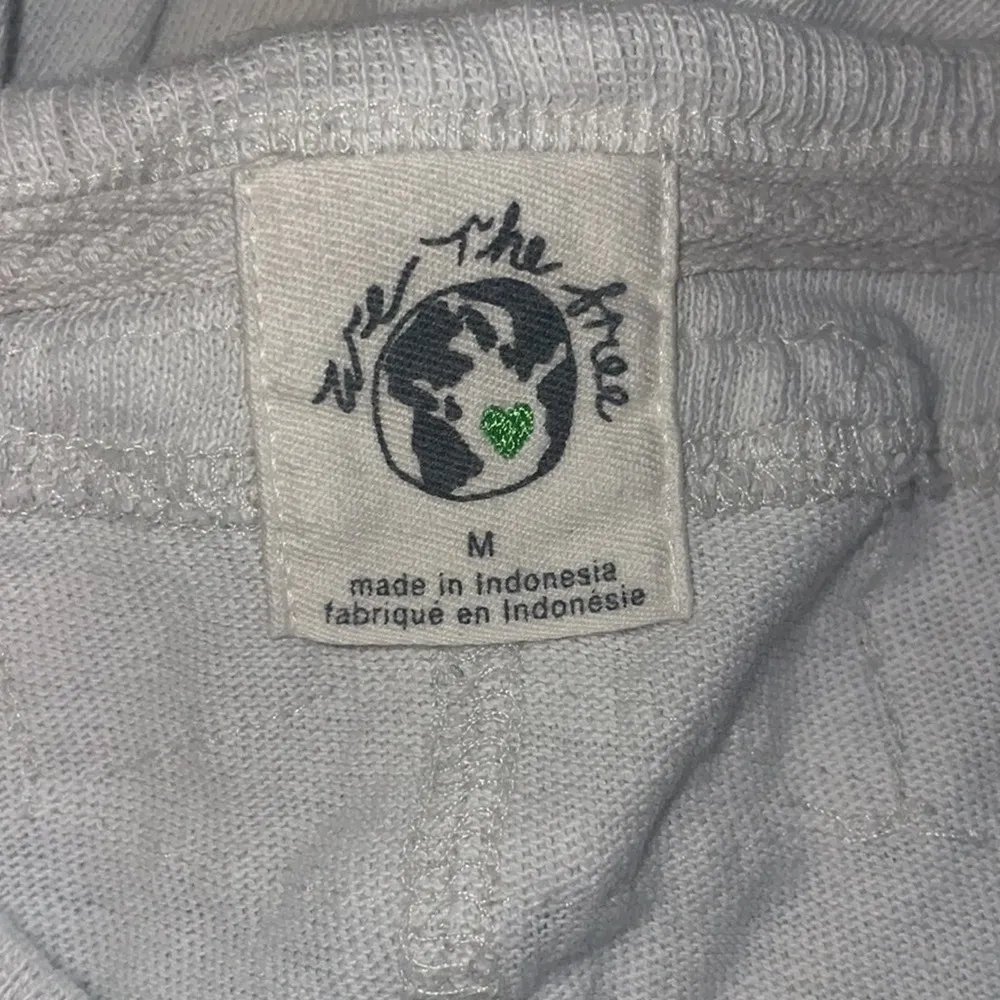 We The Free
M
made in Indonesia
fabriqué en Indonésie